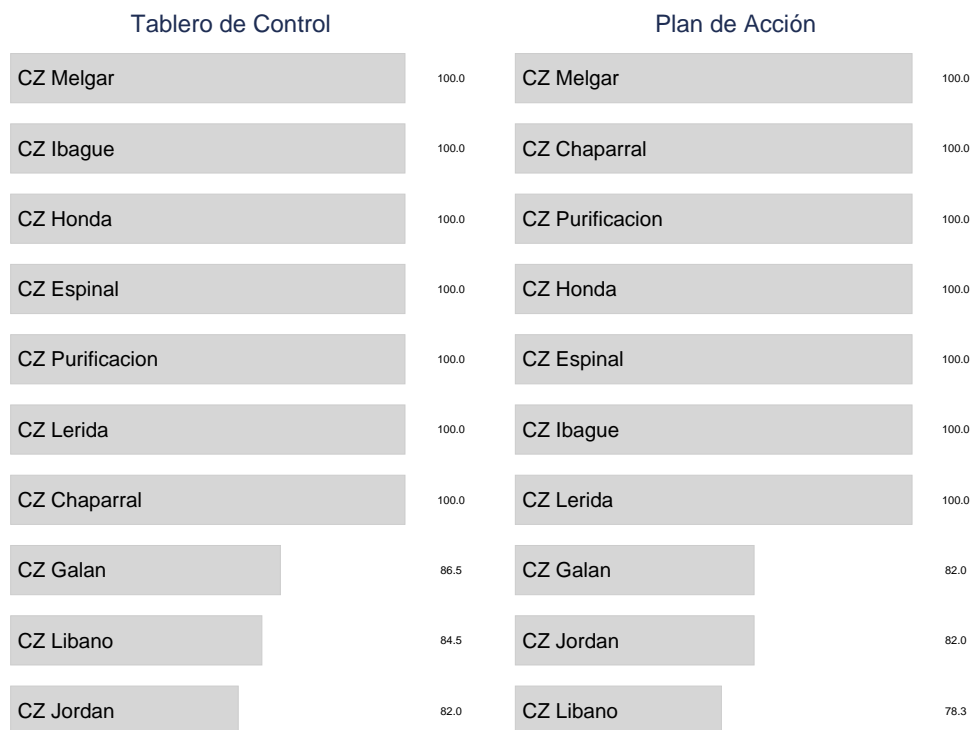 Tablero de Control
CZ Melgar 100.0
CZ Ibague 100.0
CZ Honda 100.0
CZ Espinal 100.0
CZ Purificacion 100.0
CZ Lerida 100.0
CZ Chaparral 100.0
CZ Galan 86.5
CZ Libano 84.5
CZ Jordan 82.0
Plan de Acción
CZ Melgar 100.0
CZ Chaparral 100.0
CZ Purificacion 100.0
CZ Honda 100.0
CZ Espinal 100.0
CZ Ibague 100.0
CZ Lerida 100.0
CZ Galan 82.0
CZ Jordan 82.0
CZ Libano 78.3